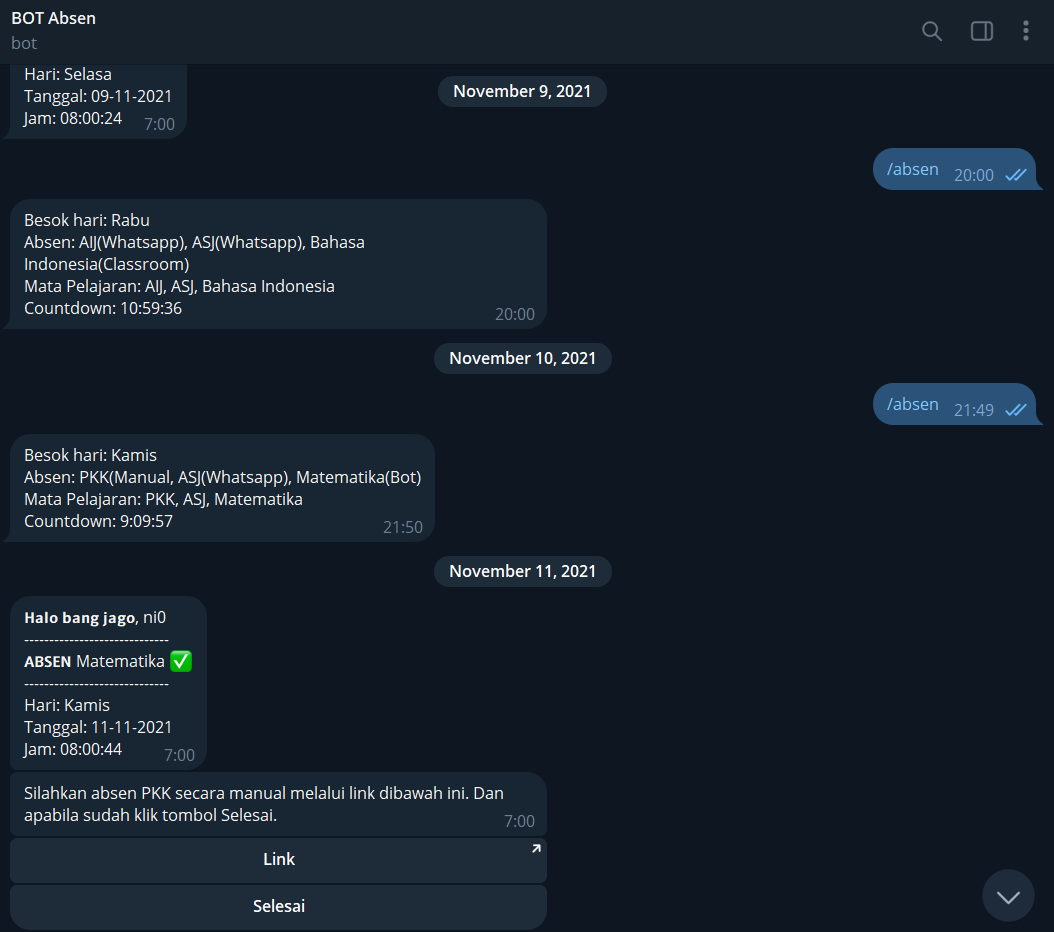 BOT Absen
bot
Hari: Selasa
Tanggal: 09-11-2021
Jam: 08:00:24
7:00
November 9, 2021
/absen
20:00
Besok hari: Rabu
Absen: AIJ(Whatsapp), ASJ(Whatsapp), Bahasa
Indonesia(Classroom)
Mata Pelajaran: AIJ, ASJ, Bahasa Indonesia
Countdown: 10:59:36
20:00
November 10, 2021
/absen
21:49
Besok hari: Kamis
Absen: PKK(Manual, ASJ(Whatsapp), Matematika(Bot)
Mata Pelajaran: PKK, ASJ, Matematika
Countdown: 9:09:57
21:50
November 11, 2021
Halo bang jago, ni0
-----------------------------
ABSEN Matematika ✅
-----------------------------
Hari: Kamis
Tanggal: 11-11-2021
Jam: 08:00:44
7:00
Silahkan absen PKK secara manual melalui link dibawah ini. Dan
apabila sudah klik tombol Selesai.
7:00
Link
Selesai